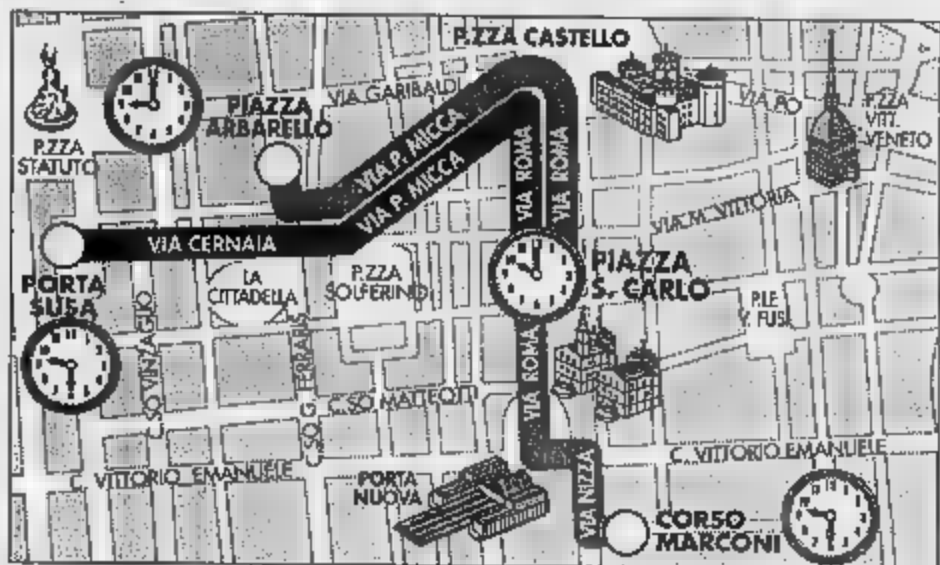 P.ZZA CASTELLO
P.ZZA
STATUTO
PIAZZA
ARBARELLO
VIA GARIBALDI
VIA PO
P.ZZA
VITT.
VENETO
VIA P. MICCA
VIA P. MICCA
VIA ROMA
VIA ROMA
VIA M. VITTORIA
VIA CERNAIA
PORTA
SUSA
LA
CITTADELLA
P.ZZA
SOLFERINO
PIAZZA
S. CARLO
P.LE
V. FUSI
C.SO VINZAGLIO
C.SO G. FERRARIS
VIA ROMA
C.SO MATTEOTTI
C. VITTORIO EMANUELE
C. VITTORIO EMANUELE
PORTA
NUOVA
VIA NIZZA
CORSO
MARCONI